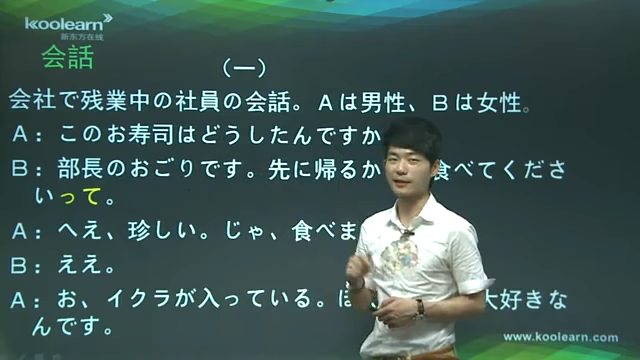 koolearn
新东方在线
会話
（一）
会社で残業中の社員の会話。Aは男性、Bは女性。
A：このお寿司はどうしたんですか
B：部長のおごりです。先に帰るか 食べてくださ
いって。
A：へえ、珍しい。じゃ、食べま
B：ええ。
A：お、イクラが入っている。ほ 大好きな
んです。
www.koolearn.com